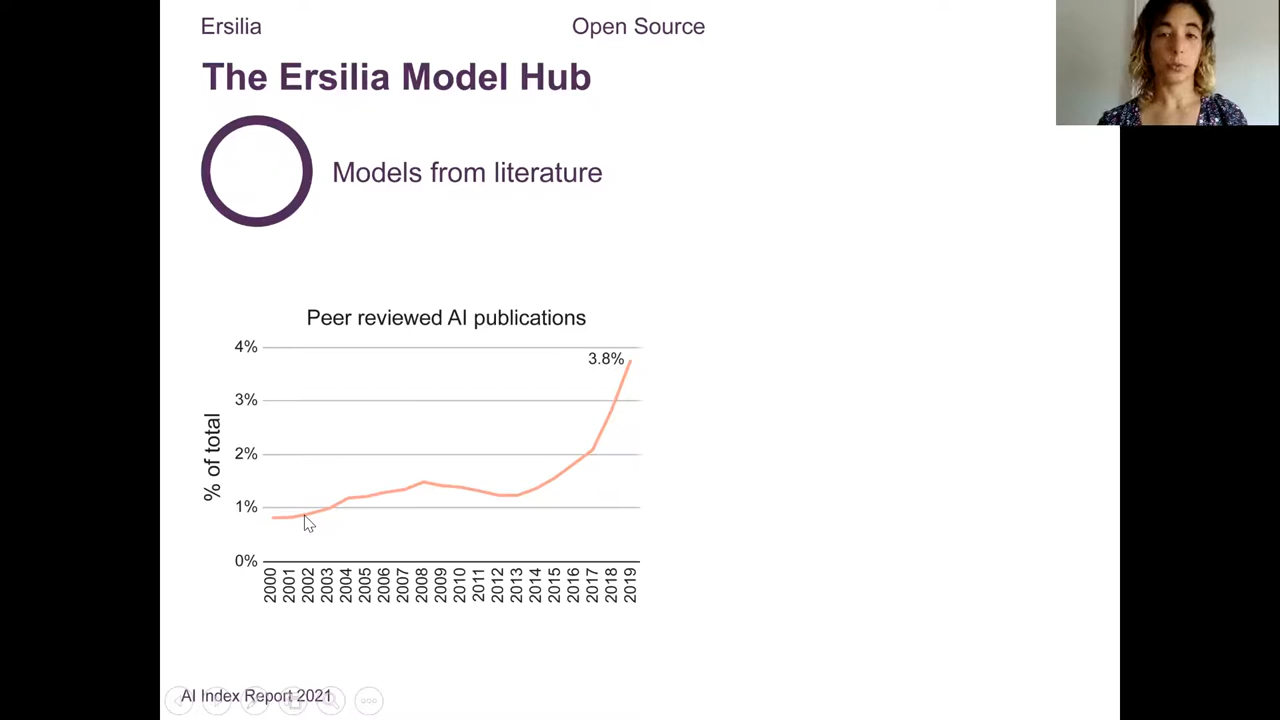 Ersilia
Open Source
The Ersilia Model Hub
Models from literature
Peer reviewed AI publications
4%
3.8%
3%
2%
1%
0%
% of total
2000 2001 2002 2003 2004 2005 2006 2007 2008 2009 2010 2011 2012 2013 2014 2015 2016 2017 2018 2019
AI Index Report 2021